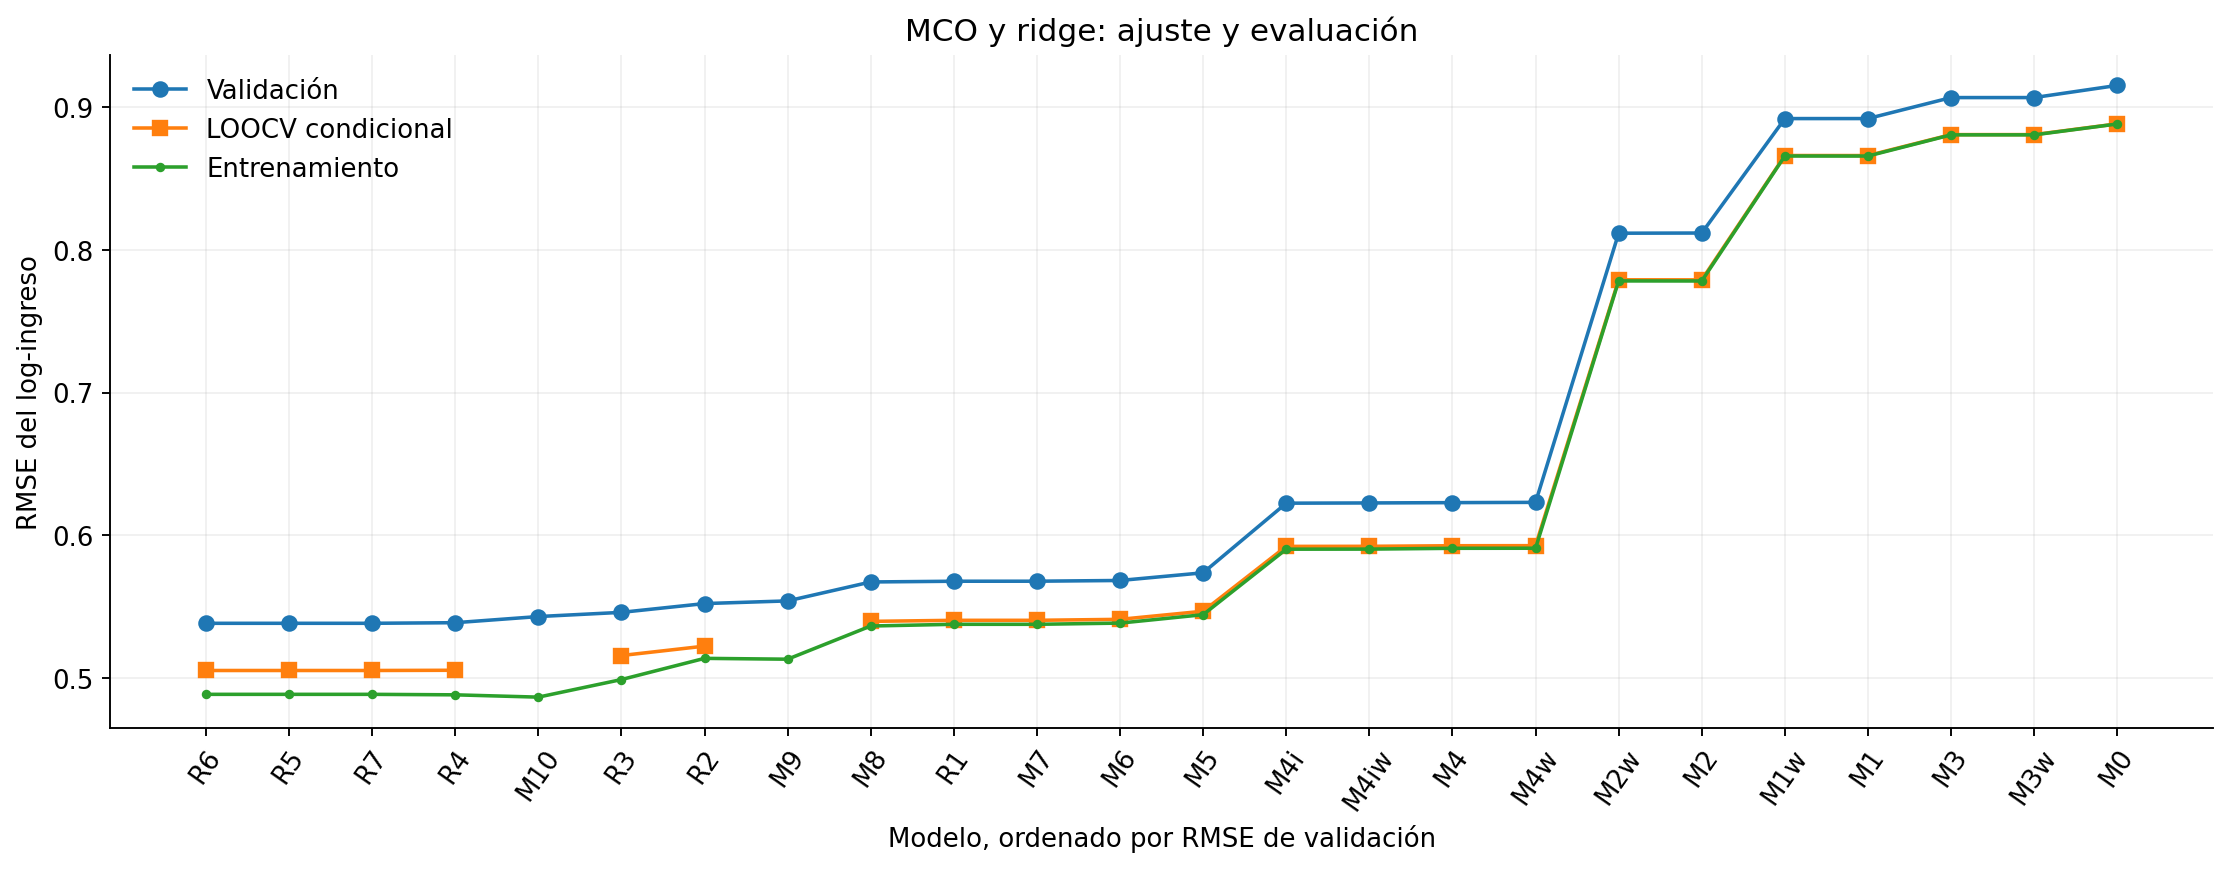 MCO y ridge: ajuste y evaluación
Validación
LOOCV condicional
Entrenamiento
RMSE del log-ingreso
0.9
0.8
0.7
0.6
0.5
R6 R5 R7 R4 M10 R3 R2 M9 M8 R1 M7 M6 M5 M4i M4iw M4 M4w M2w M2 M1w M1 M3 M3w M0
Modelo, ordenado por RMSE de validación